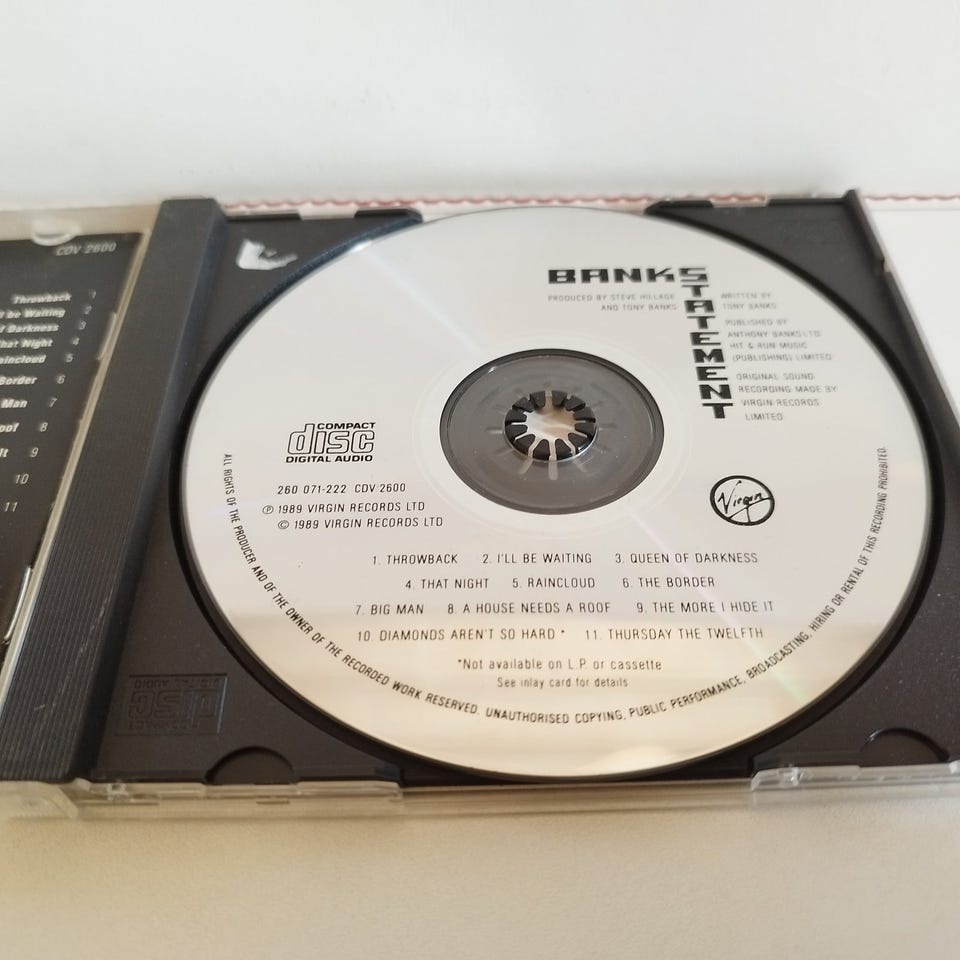 CDV 2600
Throwback 1
be Waiting 2
Darkness 3
That Night 4
Raincloud 5
Border 6
Man 7
8
9
10
11
BANKSTATEMENT
PRODUCED BY STEVE HILLAGE
AND TONY BANKS
WRITTEN BY
TONY BANKS
PUBLISHED BY
ANTHONY BANKS LTD
HIT & RUN MUSIC
(PUBLISHING) LIMITED
ORIGINAL SOUND
RECORDING MADE BY
VIRGIN RECORDS
LIMITED
COMPACT
disc
DIGITAL AUDIO
260 071-222 CDV 2600
℗ 1989 VIRGIN RECORDS LTD
© 1989 VIRGIN RECORDS LTD
Virgin
1. THROWBACK 2. I'LL BE WAITING 3. QUEEN OF DARKNESS
4. THAT NIGHT 5. RAINCLOUD 6. THE BORDER
7. BIG MAN 8. A HOUSE NEEDS A ROOF 9. THE MORE I HIDE IT
10. DIAMONDS AREN'T SO HARD * 11. THURSDAY THE TWELFTH
*Not available on L.P. or cassette
See inlay card for details
ALL RIGHTS OF THE PRODUCER AND OF THE OWNER OF THE RECORDED WORK RESERVED. UNAUTHORISED COPYING, PUBLIC PERFORMANCE, BROADCASTING, HIRING OR RENTAL OF THIS RECORDING PROHIBITED.